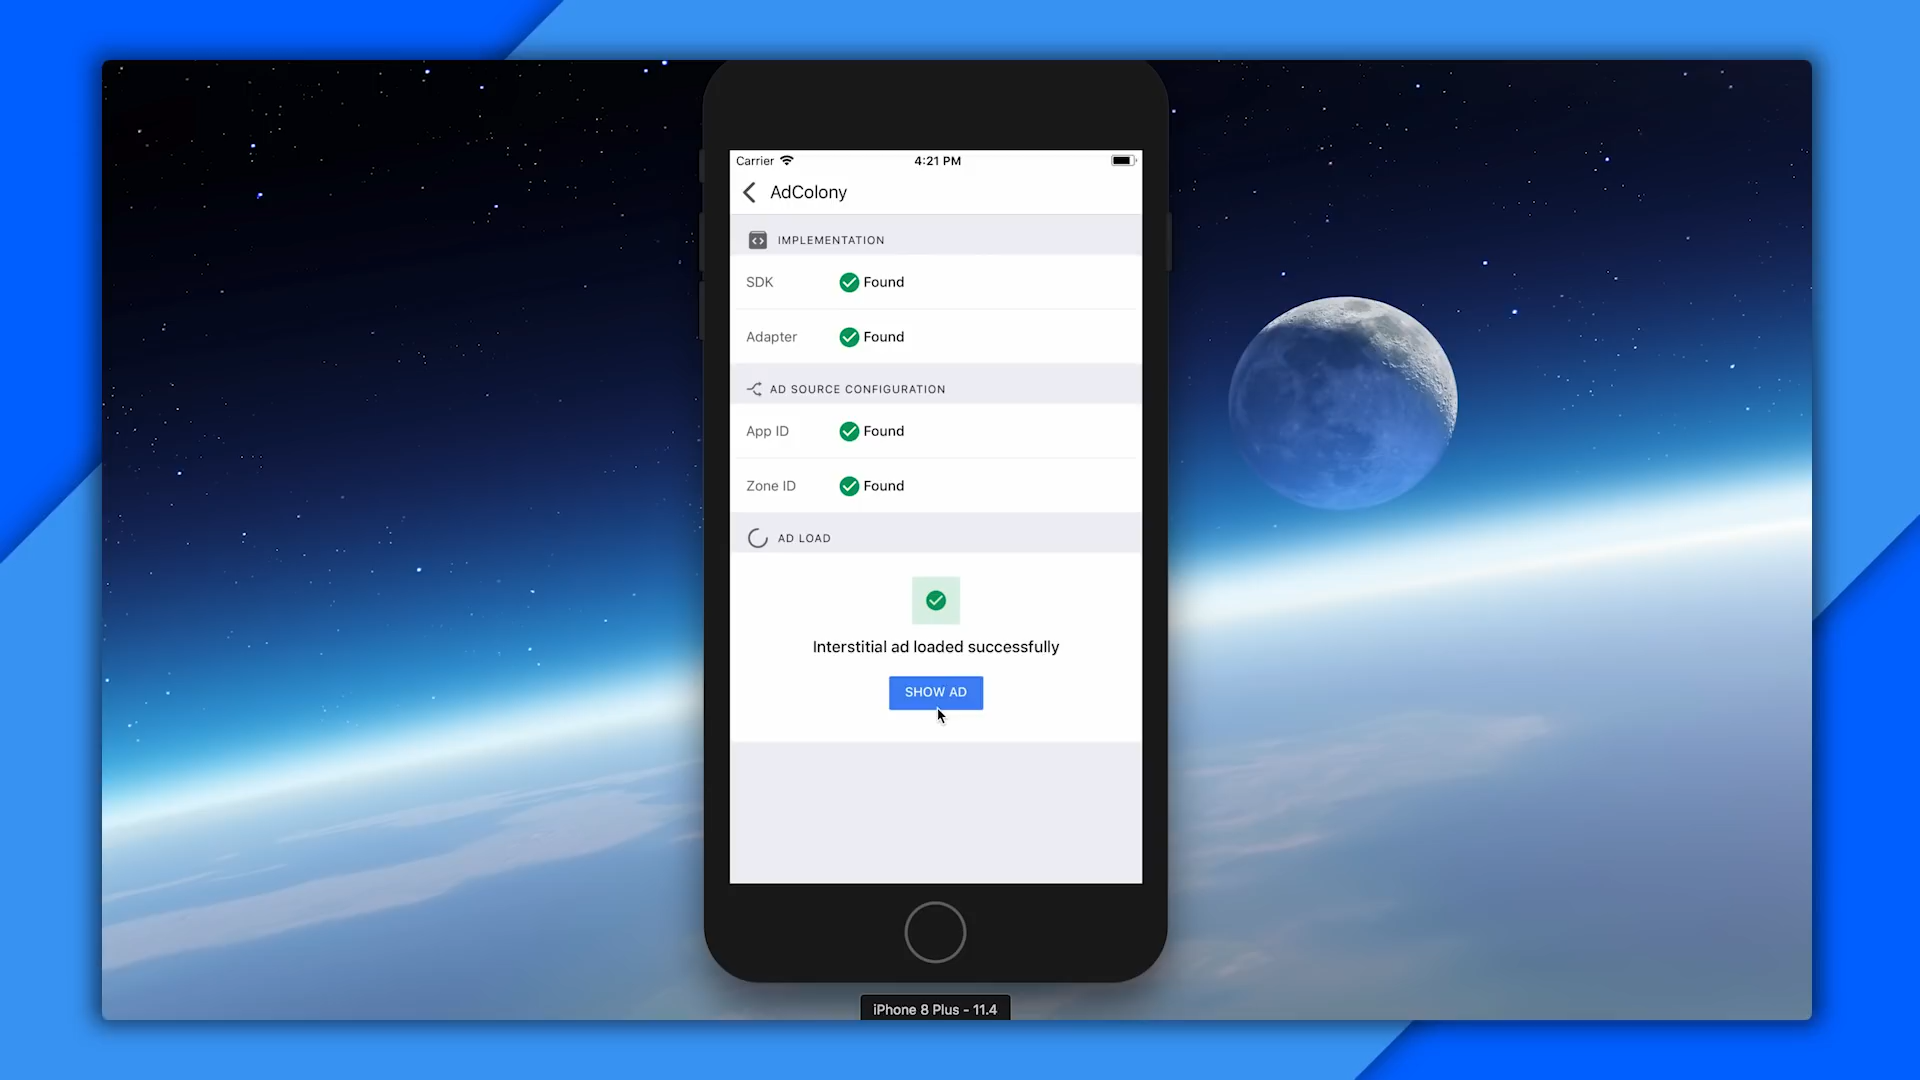 Carrier 4:21 PM
AdColony
IMPLEMENTATION
SDK Found
Adapter Found
AD SOURCE CONFIGURATION
App ID Found
Zone ID Found
AD LOAD
Interstitial ad loaded successfully
SHOW AD
iPhone 8 Plus - 11.4